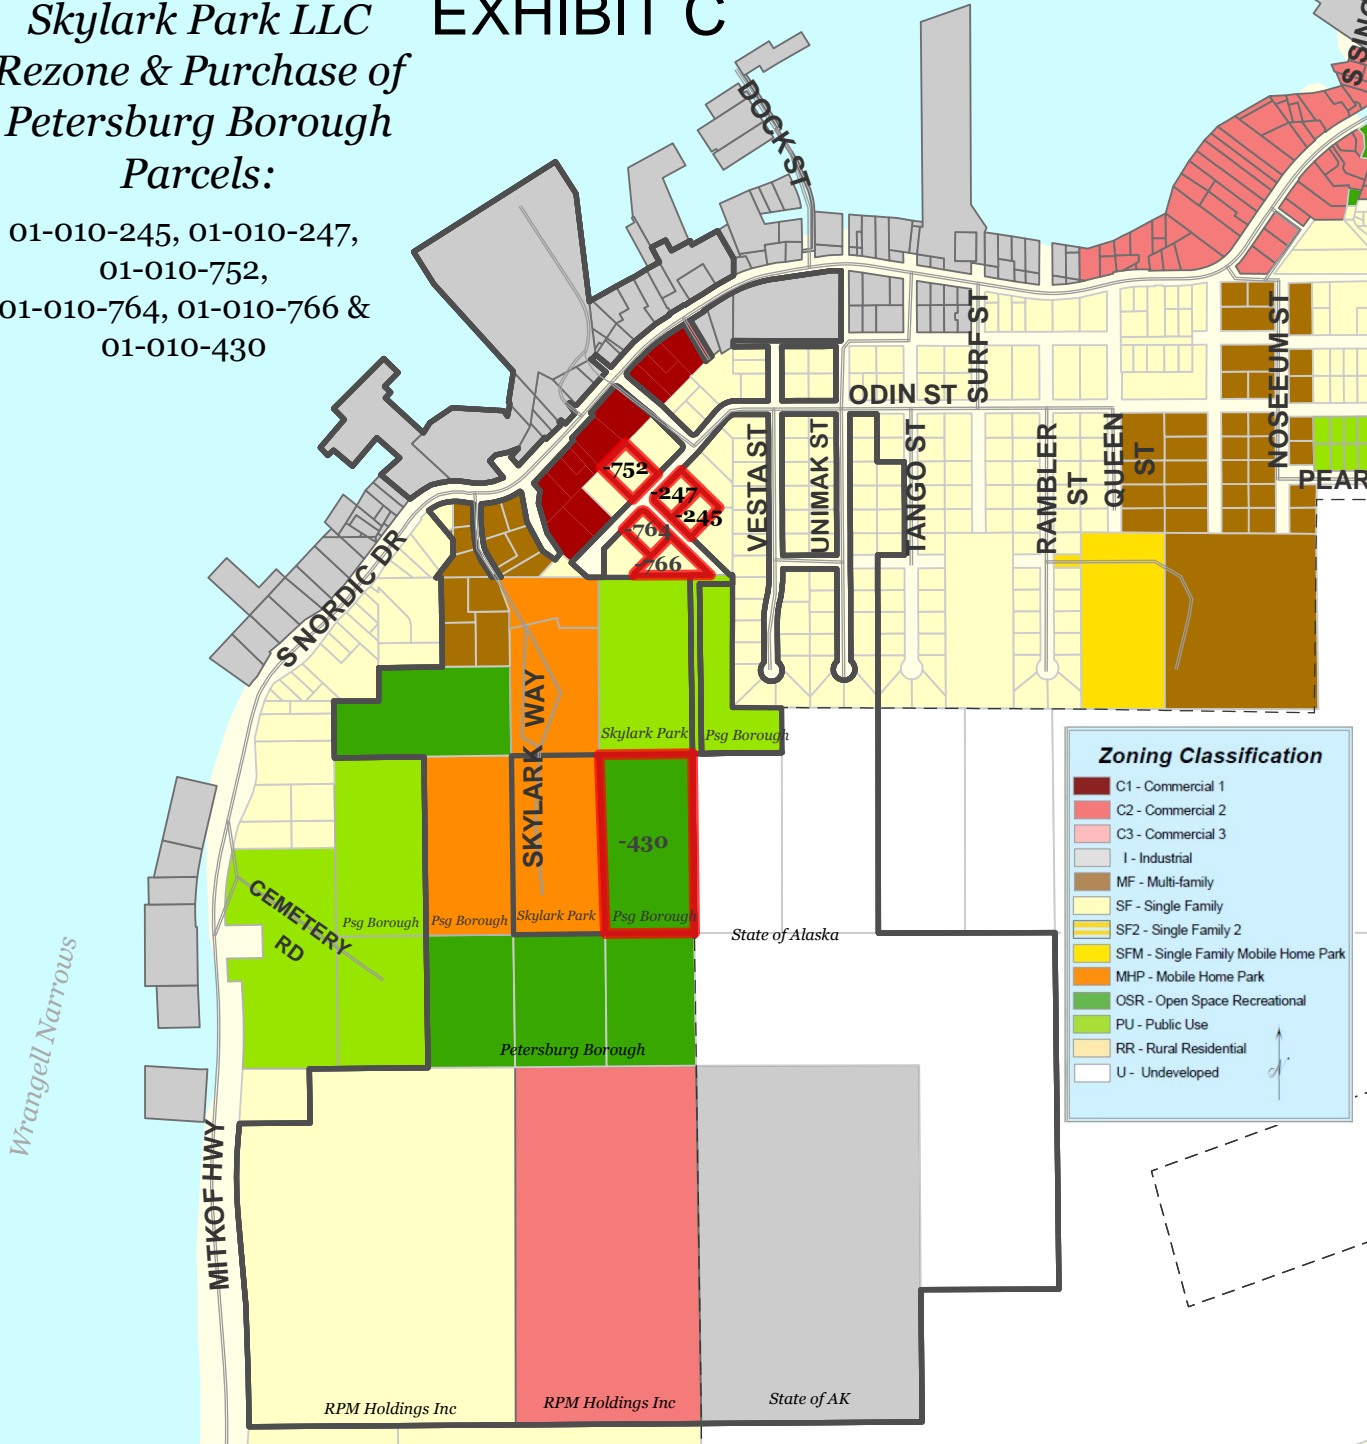 EXHIBIT C
Skylark Park LLC
Rezone & Purchase of
Petersburg Borough
Parcels:
01-010-245, 01-010-247,
01-010-752,
01-010-764, 01-010-766 &
01-010-430
DOCK ST
SURF ST
NOSEEUM ST
ODIN ST
VESTA ST
UNIMAK ST
TANGO ST
RAMBLER
ST
QUEEN
ST
-752
-247
-245
-764
-766
S NORDIC DR
SKYLARK WAY
Skylark Park
Psg Borough
-430
CEMETERY
RD
Psg Borough
Psg Borough
Skylark Park
Psg Borough
State of Alaska
Petersburg Borough
Wrangell Narrows
MITKOF HWY
RPM Holdings Inc
RPM Holdings Inc
State of AK
Zoning Classification
C1 - Commercial 1
C2 - Commercial 2
C3 - Commercial 3
I - Industrial
MF - Multi-family
SF - Single Family
SF2 - Single Family 2
SFM - Single Family Mobile Home Park
MHP - Mobile Home Park
OSR - Open Space Recreational
PU - Public Use
RR - Rural Residential
U - Undeveloped
N